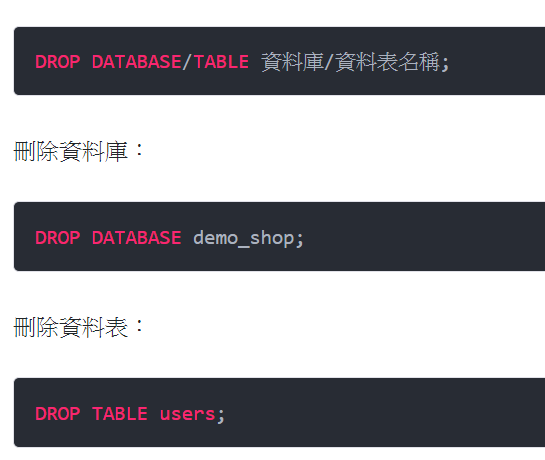 DROP DATABASE/TABLE 資料庫/資料表名稱;
刪除資料庫：
DROP DATABASE demo_shop;
刪除資料表：
DROP TABLE users;